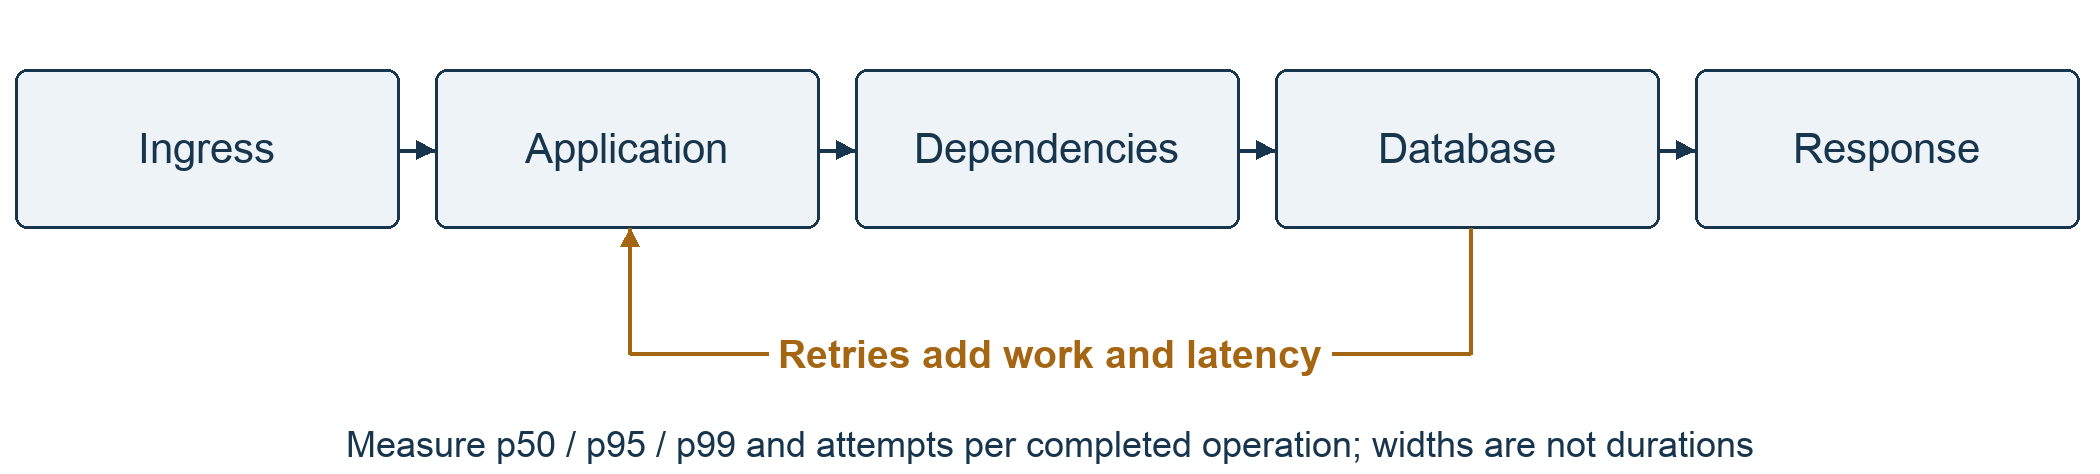 Ingress
Application
Dependencies
Database
Response
Retries add work and latency
Measure p50 / p95 / p99 and attempts per completed operation; widths are not durations